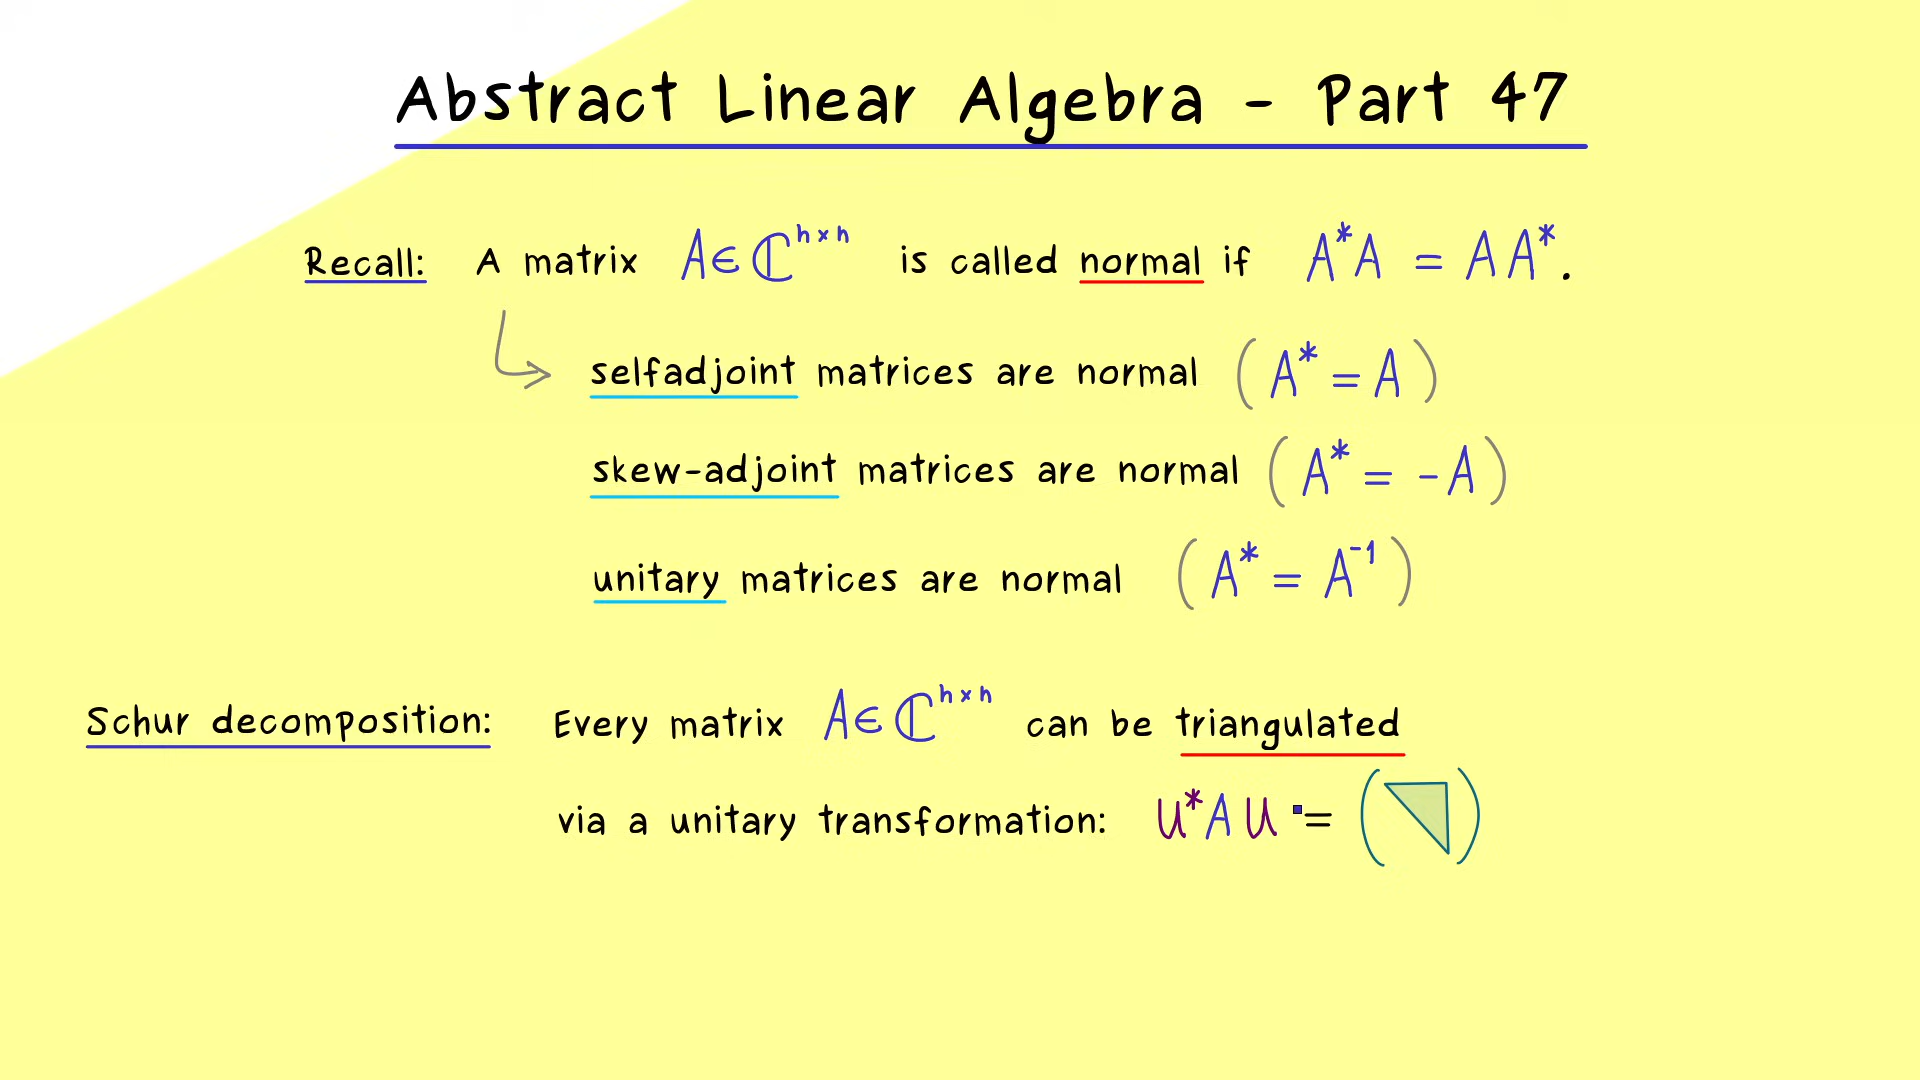 Abstract Linear Algebra - Part 47
Recall: A matrix A ∈ ℂⁿˣⁿ is called normal if A*A = AA*.
selfadjoint matrices are normal (A* = A)
skew-adjoint matrices are normal (A* = -A)
unitary matrices are normal (A* = A⁻¹)
Schur decomposition: Every matrix A ∈ ℂⁿˣⁿ can be triangulated
via a unitary transformation: U*AU = ( )